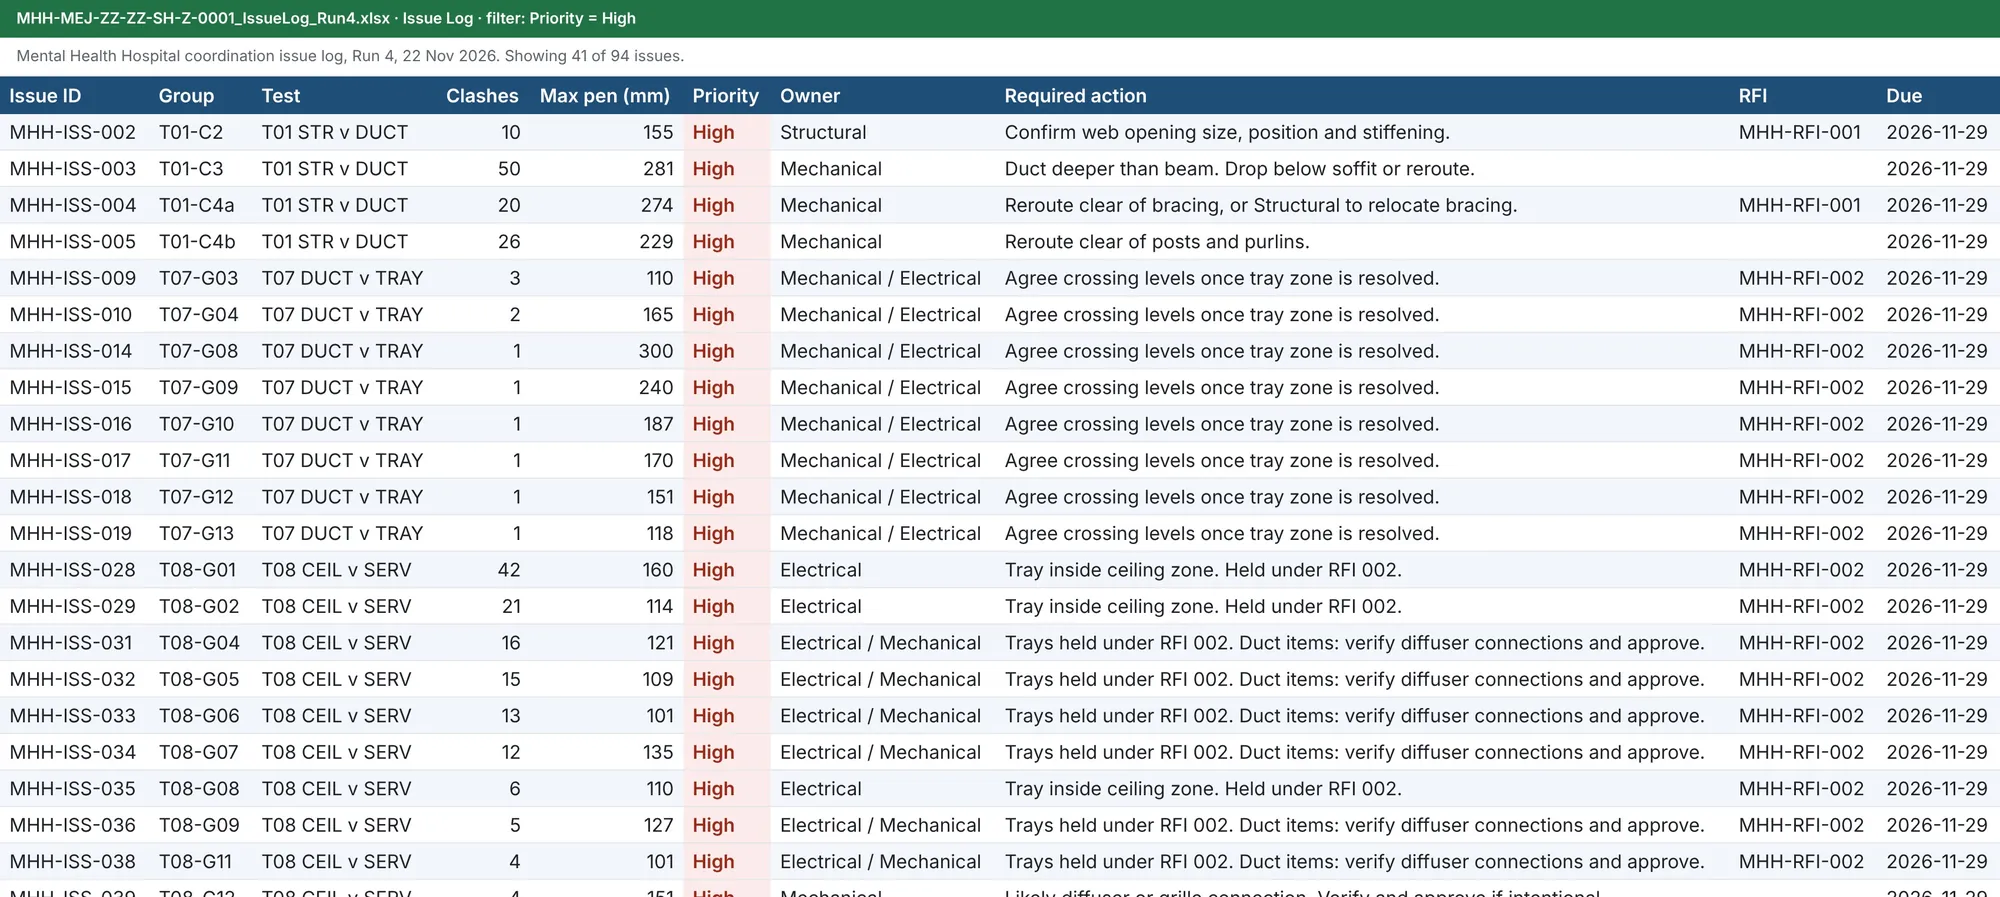 MHH-MEJ-ZZ-ZZ-SH-Z-0001_IssueLog_Run4.xlsx · Issue Log · filter: Priority = High
Mental Health Hospital coordination issue log, Run 4, 22 Nov 2026. Showing 41 of 94 issues.
Issue ID Group Test Clashes Max pen (mm) Priority Owner Required action RFI Due
MHH-ISS-002 T01-C2 T01 STR v DUCT 10 155 High Structural Confirm web opening size, position and stiffening. MHH-RFI-001 2026-11-29
MHH-ISS-003 T01-C3 T01 STR v DUCT 50 281 High Mechanical Duct deeper than beam. Drop below soffit or reroute. 2026-11-29
MHH-ISS-004 T01-C4a T01 STR v DUCT 20 274 High Mechanical Reroute clear of bracing, or Structural to relocate bracing. MHH-RFI-001 2026-11-29
MHH-ISS-005 T01-C4b T01 STR v DUCT 26 229 High Mechanical Reroute clear of posts and purlins. 2026-11-29
MHH-ISS-009 T07-G03 T07 DUCT v TRAY 3 110 High Mechanical / Electrical Agree crossing levels once tray zone is resolved. MHH-RFI-002 2026-11-29
MHH-ISS-010 T07-G04 T07 DUCT v TRAY 2 165 High Mechanical / Electrical Agree crossing levels once tray zone is resolved. MHH-RFI-002 2026-11-29
MHH-ISS-014 T07-G08 T07 DUCT v TRAY 1 300 High Mechanical / Electrical Agree crossing levels once tray zone is resolved. MHH-RFI-002 2026-11-29
MHH-ISS-015 T07-G09 T07 DUCT v TRAY 1 240 High Mechanical / Electrical Agree crossing levels once tray zone is resolved. MHH-RFI-002 2026-11-29
MHH-ISS-016 T07-G10 T07 DUCT v TRAY 1 187 High Mechanical / Electrical Agree crossing levels once tray zone is resolved. MHH-RFI-002 2026-11-29
MHH-ISS-017 T07-G11 T07 DUCT v TRAY 1 170 High Mechanical / Electrical Agree crossing levels once tray zone is resolved. MHH-RFI-002 2026-11-29
MHH-ISS-018 T07-G12 T07 DUCT v TRAY 1 151 High Mechanical / Electrical Agree crossing levels once tray zone is resolved. MHH-RFI-002 2026-11-29
MHH-ISS-019 T07-G13 T07 DUCT v TRAY 1 118 High Mechanical / Electrical Agree crossing levels once tray zone is resolved. MHH-RFI-002 2026-11-29
MHH-ISS-028 T08-G01 T08 CEIL v SERV 42 160 High Electrical Tray inside ceiling zone. Held under RFI 002. MHH-RFI-002 2026-11-29
MHH-ISS-029 T08-G02 T08 CEIL v SERV 21 114 High Electrical Tray inside ceiling zone. Held under RFI 002. MHH-RFI-002 2026-11-29
MHH-ISS-031 T08-G04 T08 CEIL v SERV 16 121 High Electrical / Mechanical Trays held under RFI 002. Duct items: verify diffuser connections and approve. MHH-RFI-002 2026-11-29
MHH-ISS-032 T08-G05 T08 CEIL v SERV 15 109 High Electrical / Mechanical Trays held under RFI 002. Duct items: verify diffuser connections and approve. MHH-RFI-002 2026-11-29
MHH-ISS-033 T08-G06 T08 CEIL v SERV 13 101 High Electrical / Mechanical Trays held under RFI 002. Duct items: verify diffuser connections and approve. MHH-RFI-002 2026-11-29
MHH-ISS-034 T08-G07 T08 CEIL v SERV 12 135 High Electrical / Mechanical Trays held under RFI 002. Duct items: verify diffuser connections and approve. MHH-RFI-002 2026-11-29
MHH-ISS-035 T08-G08 T08 CEIL v SERV 6 110 High Electrical Tray inside ceiling zone. Held under RFI 002. MHH-RFI-002 2026-11-29
MHH-ISS-036 T08-G09 T08 CEIL v SERV 5 127 High Electrical / Mechanical Trays held under RFI 002. Duct items: verify diffuser connections and approve. MHH-RFI-002 2026-11-29
MHH-ISS-038 T08-G11 T08 CEIL v SERV 4 101 High Electrical / Mechanical Trays held under RFI 002. Duct items: verify diffuser connections and approve. MHH-RFI-002 2026-11-29
MHH-ISS-039 T08-G12 T08 CEIL v SERV 4 151 High Mechanical Likely diffuser or grille connection. Verify and approve if intentional. 2026-11-29